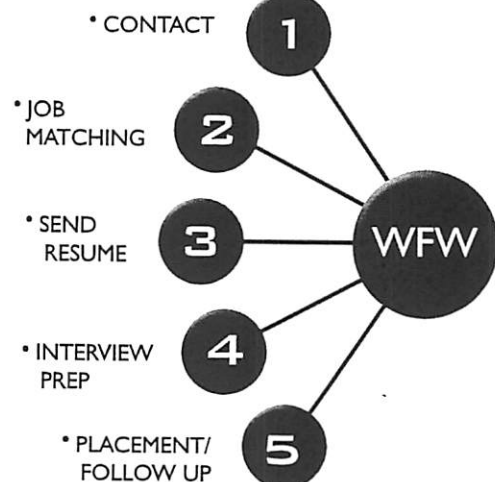 • CONTACT
1
• JOB
MATCHING
2
• SEND
RESUME
3
WFW
• INTERVIEW
PREP
4
• PLACEMENT/
FOLLOW UP
5